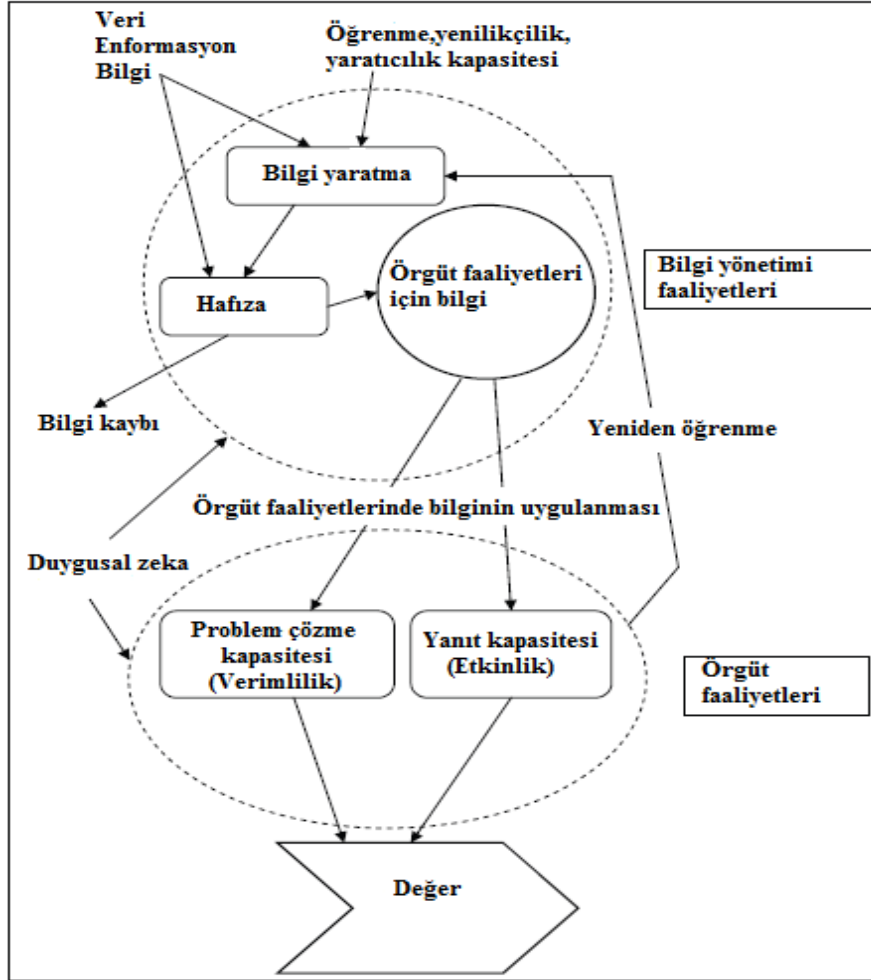 Veri
Enformasyon
Bilgi
Öğrenme,yenilikçilik,
yaratıcılık kapasitesi
Bilgi yaratma
Örgüt faaliyetleri
için bilgi
Bilgi yönetimi
faaliyetleri
Hafıza
Bilgi kaybı
Yeniden öğrenme
Örgüt faaliyetlerinde bilginin uygulanması
Duygusal zeka
Problem çözme
kapasitesi
(Verimlilik)
Yanıt kapasitesi
(Etkinlik)
Örgüt
faaliyetleri
Değer